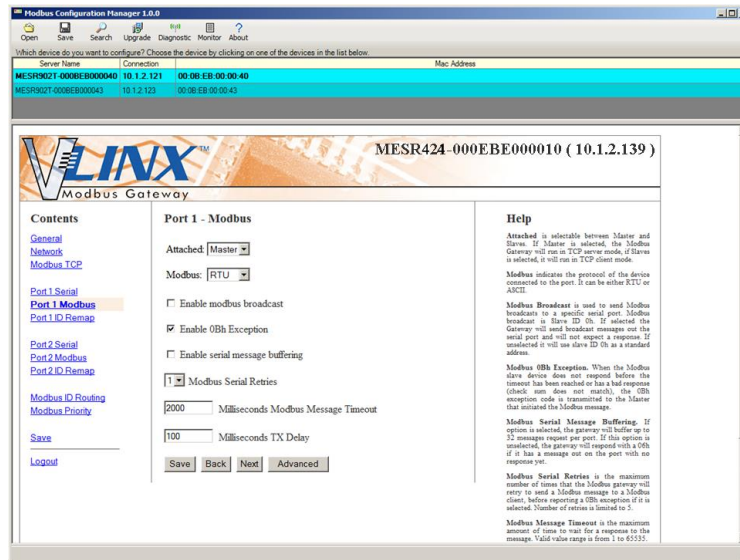 Modbus Configuration Manager 1.0.0
Open Save Search Upgrade Diagnostic Monitor About
Which device do you want to configure? Choose the device by clicking on one of the devices in the list below.
Server Name Connection Mac Address
MESR902T-000BEB000040 10.1.2.121 00:0B:EB:00:00:40
MESR902T-000BEB000043 10.1.2.123 00:0B:EB:00:00:43
VLINX™
Modbus Gateway
MESR424-000EBE000010 ( 10.1.2.139 )
Contents
General
Network
Modbus TCP
Port 1 Serial
Port 1 Modbus
Port 1 ID Remap
Port 2 Serial
Port 2 Modbus
Port 2 ID Remap
Modbus ID Routing
Modbus Priority
Save
Logout
Port 1 - Modbus
Attached: Master
Modbus: RTU
Enable modbus broadcast
Enable 0Bh Exception
Enable serial message buffering
1 Modbus Serial Retries
2000 Milliseconds Modbus Message Timeout
100 Milliseconds TX Delay
Save Back Next Advanced
Help
Attached is selectable between Master and
Slaves. If Master is selected, the Modbus
Gateway will run in TCP server mode, if Slaves
is selected, it will run in TCP client mode.
Modbus indicates the protocol of the device
connected to the port. It can be either RTU or
ASCII.
Modbus Broadcast is used to send Modbus
broadcasts to a specific serial port. Modbus
broadcast is Slave ID 0h. If selected the
Gateway will send broadcast messages out the
serial port and will not expect a response. If
unselected it will use slave ID 0h as a standard
address.
Modbus 0Bh Exception. When the Modbus
slave device does not respond before the
timeout has been reached or has a bad response
(check sum does not match), the 0Bh
exception code is transmitted to the Master
that initiated the Modbus message.
Modbus Serial Message Buffering. If
option is selected, the gateway will buffer up to
32 messages request per port. If this option is
unselected, the gateway will respond with a 06h
if it has a message out on the port with no
response yet.
Modbus Serial Retries is the maximum
number of times that the Modbus gateway will
retry to send a Modbus message to a Modbus
client, before reporting a 0Bh exception if it is
selected. Number of retries is limited to 5.
Modbus Message Timeout is the maximum
amount of time to wait for a response to the
message. Valid value range is from 1 to 65535.